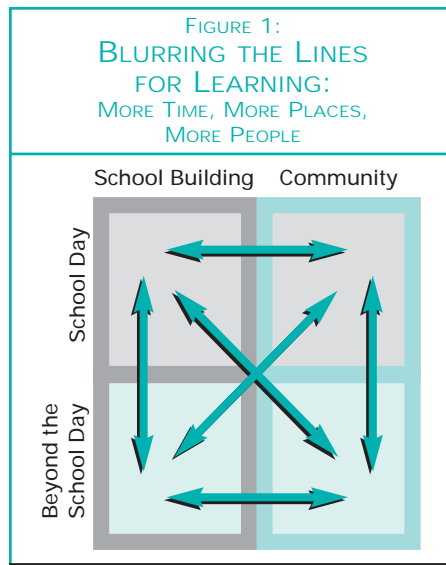 FIGURE 1:
BLURRING THE LINES
FOR LEARNING:
MORE TIME, MORE PLACES,
MORE PEOPLE
School Building Community
School Day
Beyond the
School Day